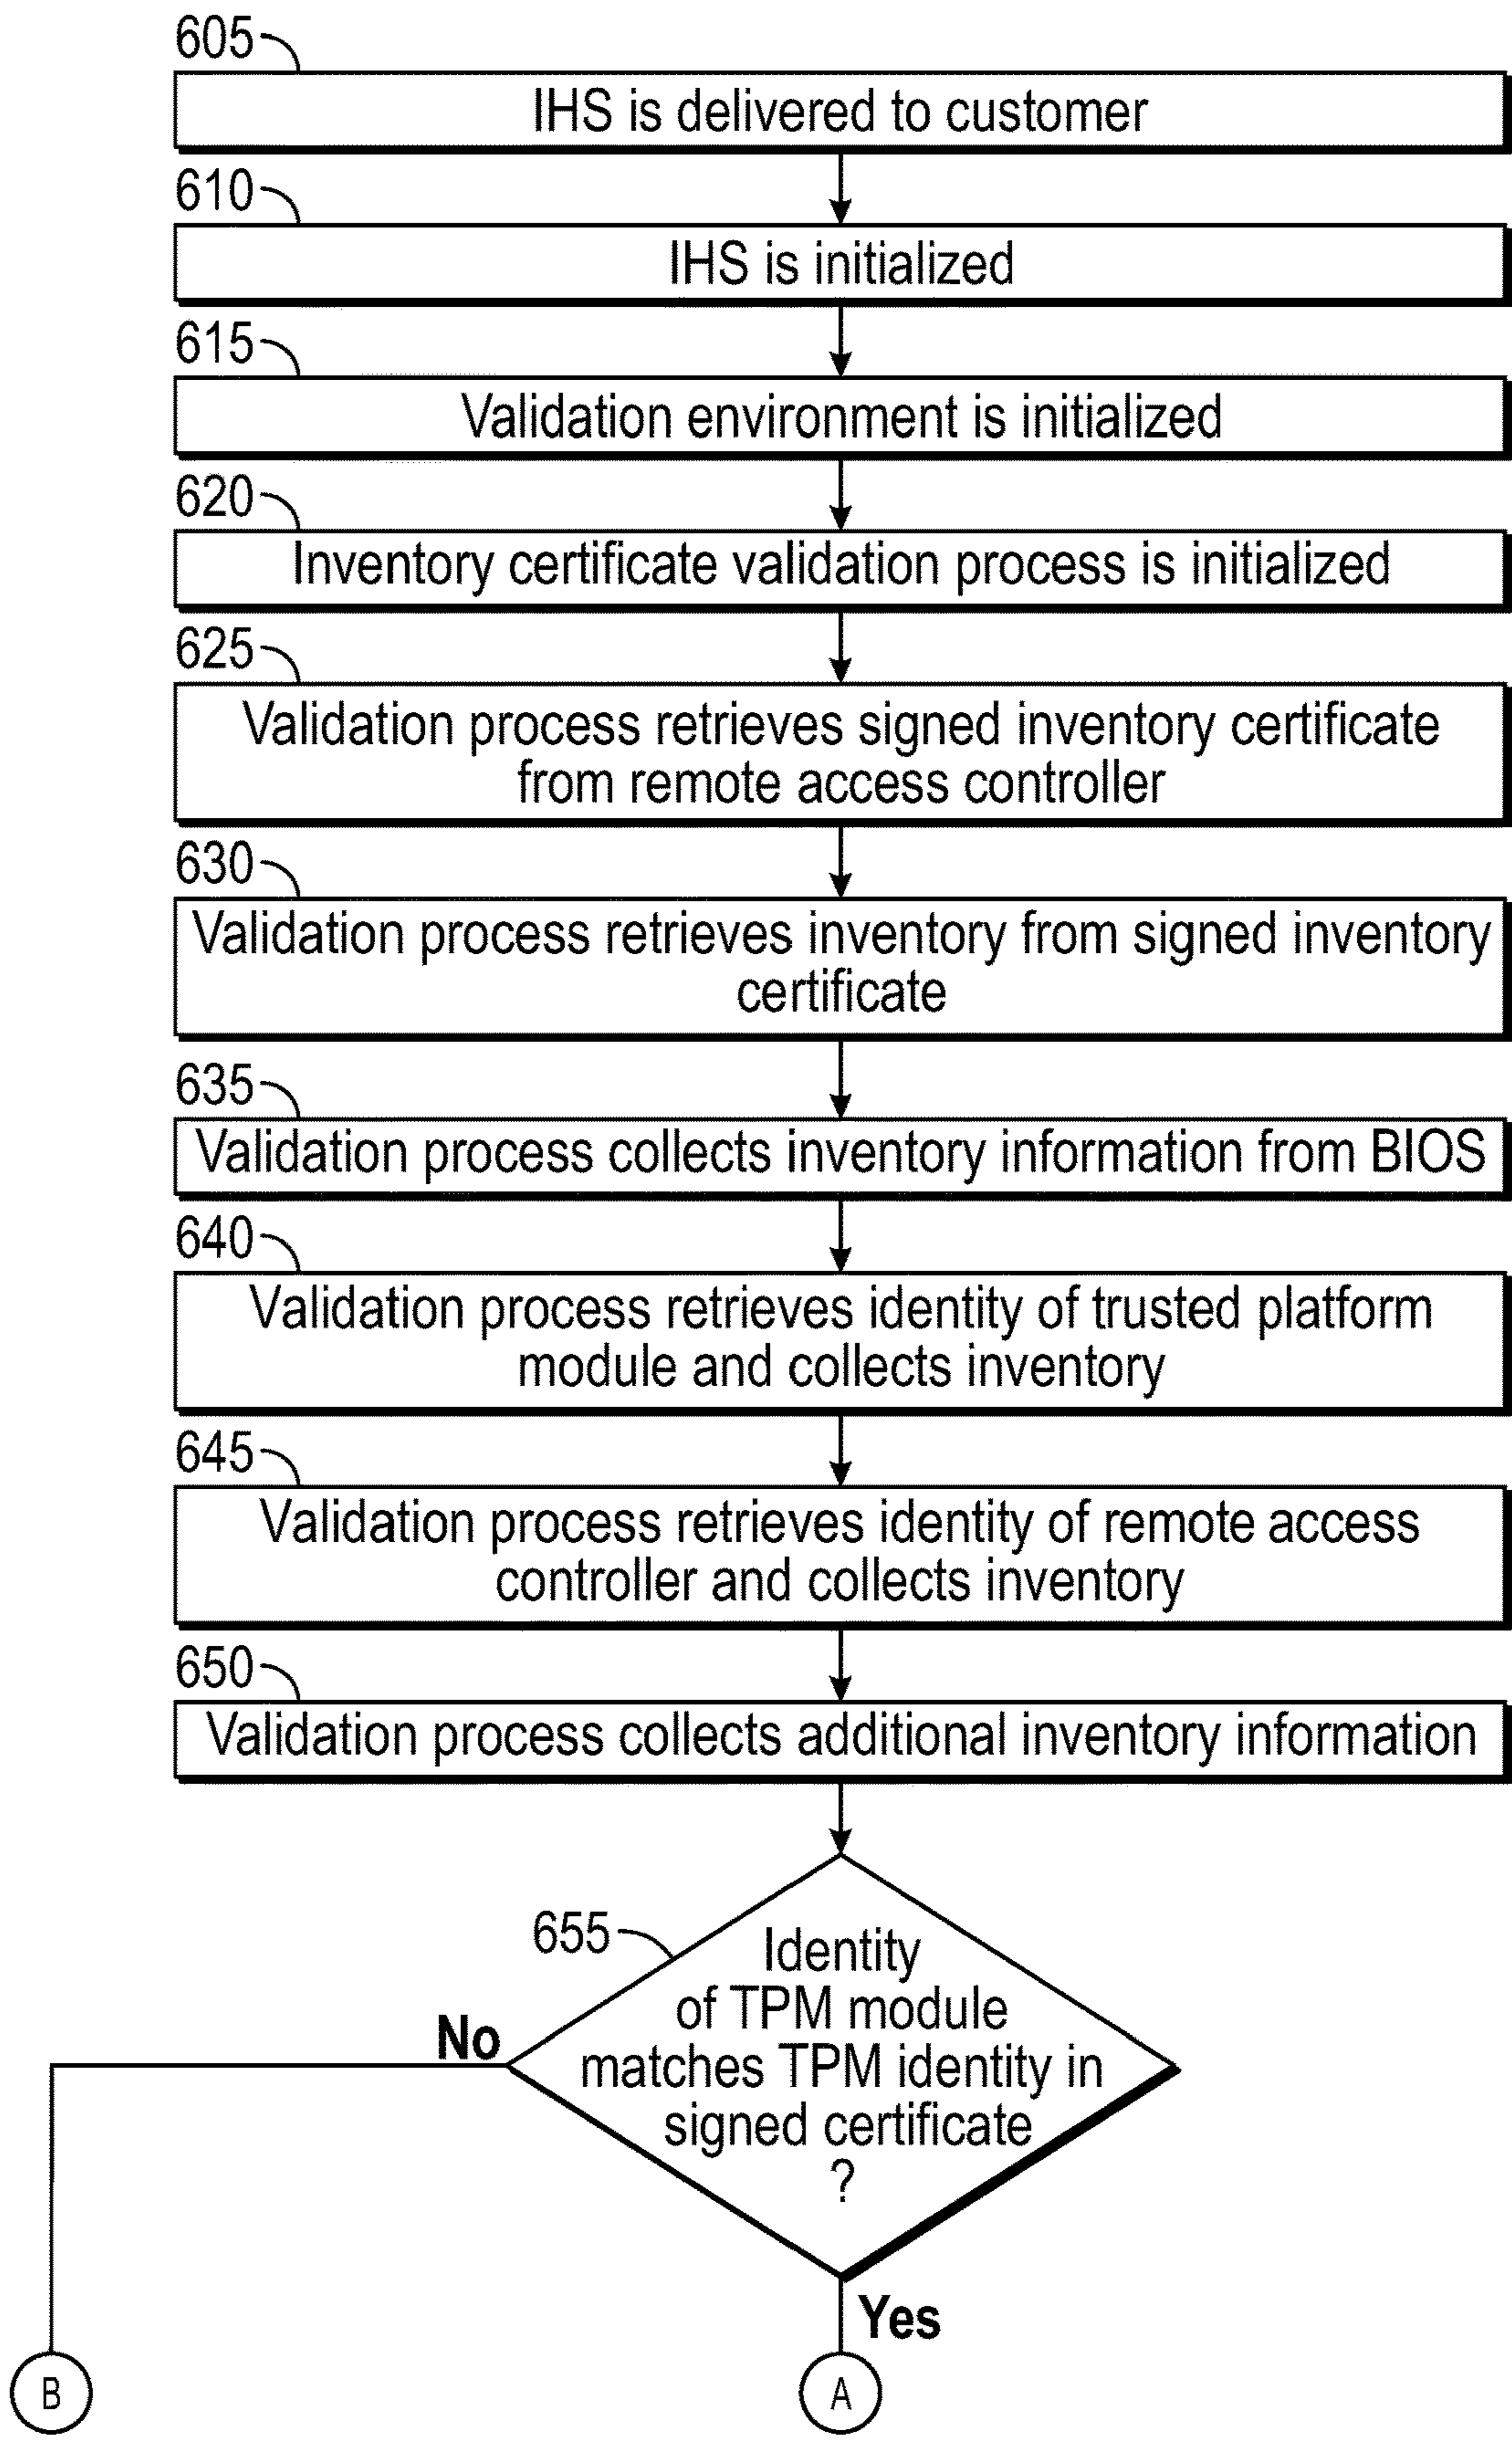 605
IHS is delivered to customer
610
IHS is initialized
615
Validation environment is initialized
620
Inventory certificate validation process is initialized
625
Validation process retrieves signed inventory certificate
from remote access controller
630
Validation process retrieves inventory from signed inventory
certificate
635
Validation process collects inventory information from BIOS
640
Validation process retrieves identity of trusted platform
module and collects inventory
645
Validation process retrieves identity of remote access
controller and collects inventory
650
Validation process collects additional inventory information
655
Identity
of TPM module
matches TPM identity in
signed certificate
?
No
Yes
B
A